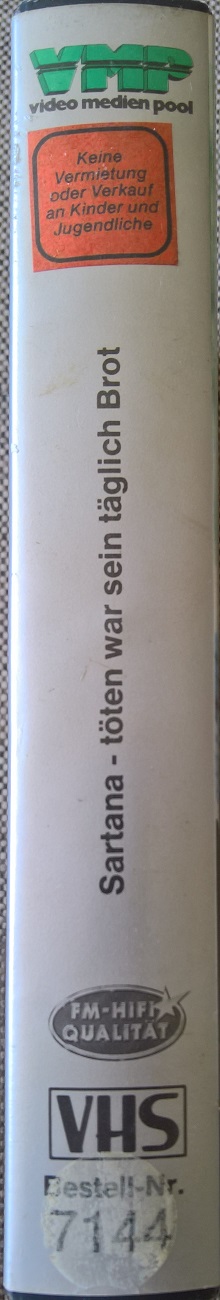 VMP
video medien pool
Keine
Vermietung
oder Verkauf
an Kinder und
Jugendliche
Sartana - töten war sein täglich Brot
FM-HIFI
QUALITÄT
VHS
Bestell-Nr.
7144